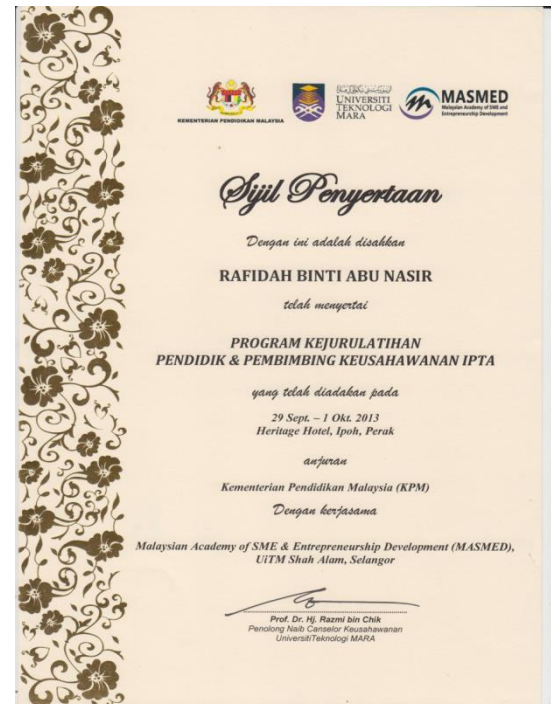 KEMENTERIAN PENDIDIKAN MALAYSIA
UNIVERSITI
TEKNOLOGI
MARA
MASMED
Malaysian Academy of SME and
Entrepreneurship Development
Sijil Penyertaan
Dengan ini adalah disahkan
RAFIDAH BINTI ABU NASIR
telah menyertai
PROGRAM KEJURULATIHAN
PENDIDIK & PEMBIMBING KEUSAHAWANAN IPTA
yang telah diadakan pada
29 Sept. – 1 Okt. 2013
Heritage Hotel, Ipoh, Perak
anjuran
Kementerian Pendidikan Malaysia (KPM)
Dengan kerjasama
Malaysian Academy of SME & Entrepreneurship Development (MASMED),
UiTM Shah Alam, Selangor
Prof. Dr. Hj. Razmi bin Chik
Penolong Naib Canselor Keusahawanan
UniversitiTeknologi MARA